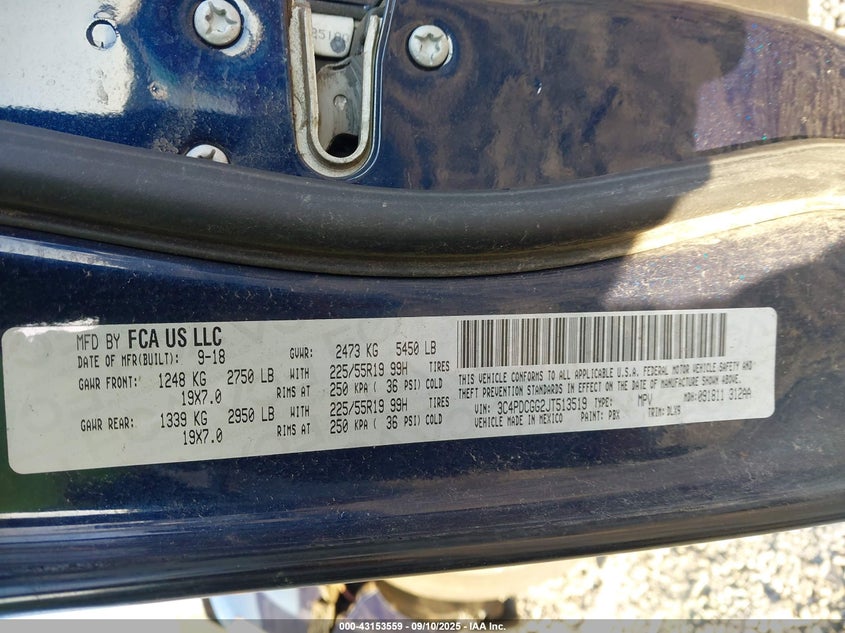 MFD BY FCA US LLC
DATE OF MFR(BUILT): 9-18 GVWR: 2473 KG 5450 LB
GAWR FRONT: 1248 KG 2750 LB WITH 225/55R19 99H TIRES
19X7.0 RIMS AT 250 KPA ( 36 PSI) COLD
GAWR REAR: 1339 KG 2950 LB WITH 225/55R19 99H TIRES
19X7.0 RIMS AT 250 KPA ( 36 PSI) COLD
THIS VEHICLE CONFORMS TO ALL APPLICABLE U.S.A. FEDERAL MOTOR VEHICLE SAFETY AND
THEFT PREVENTION STANDARDS IN EFFECT ON THE DATE OF MANUFACTURE SHOWN ABOVE.
VIN: 3C4PDCGG2JT513519 TYPE: MPV MDH: 091811 312AA
VEHICLE MADE IN MEXICO PAINT: PBX TRIM: DLX9
000-43153559 - 09/10/2025 - IAA Inc.